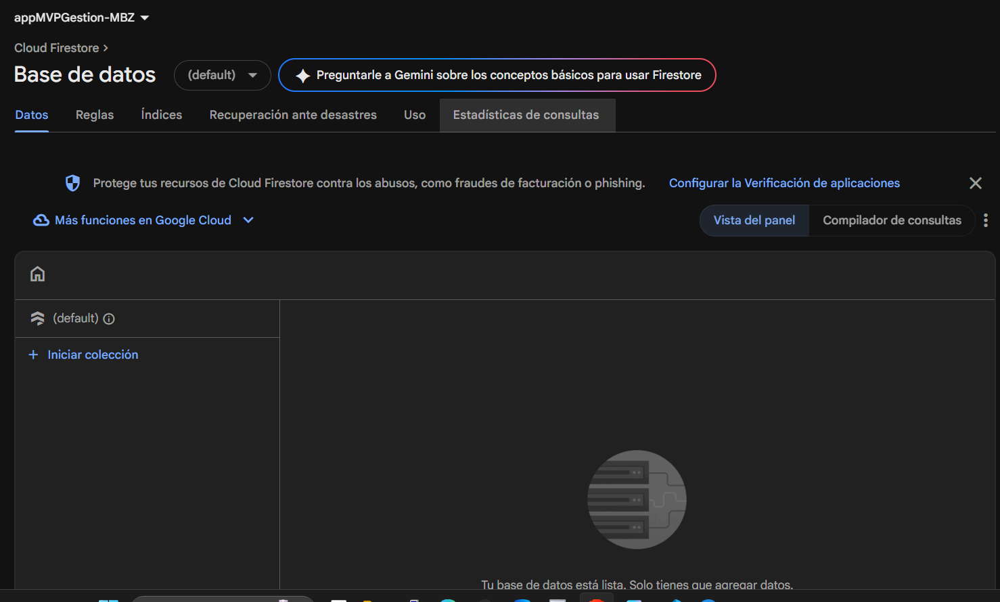 appMVPGestion-MBZ
Cloud Firestore
Base de datos
(default)
Preguntarle a Gemini sobre los conceptos básicos para usar Firestore
Datos
Reglas
Índices
Recuperación ante desastres
Uso
Estadísticas de consultas
Protege tus recursos de Cloud Firestore contra los abusos, como fraudes de facturación o phishing.
Configurar la Verificación de aplicaciones
Más funciones en Google Cloud
Vista del panel
Compilador de consultas
(default)
+ Iniciar colección
Tu base de datos está lista. Solo tienes que agregar datos.